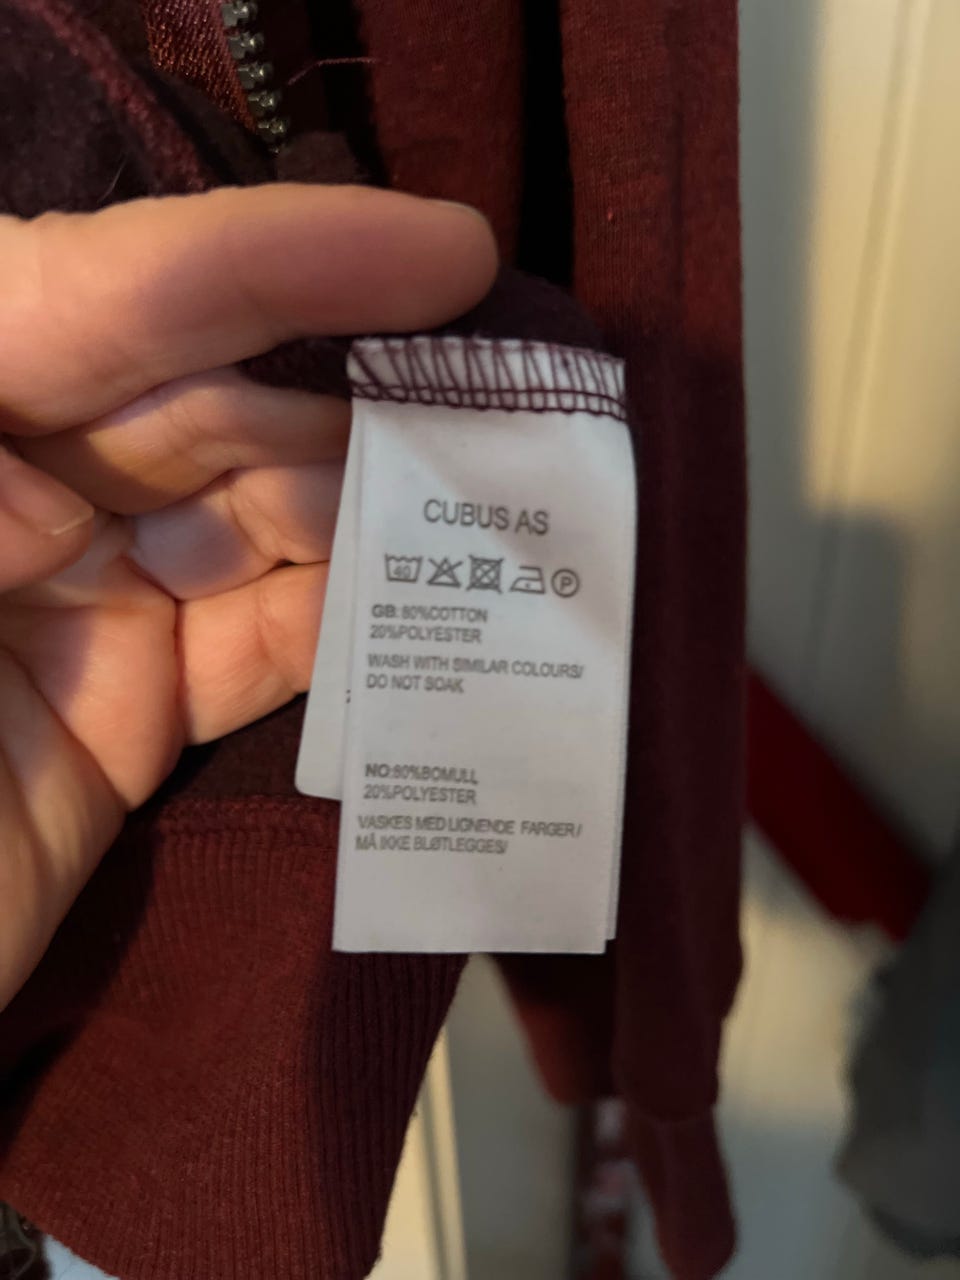 CUBUS AS
40 P
GB: 80%COTTON
20%POLYESTER
WASH WITH SIMILAR COLOURS/
DO NOT SOAK
NO:80%BOMULL
20%POLYESTER
VASKES MED LIGNENDE FARGER/
MÅ IKKE BLØTLEGGES/